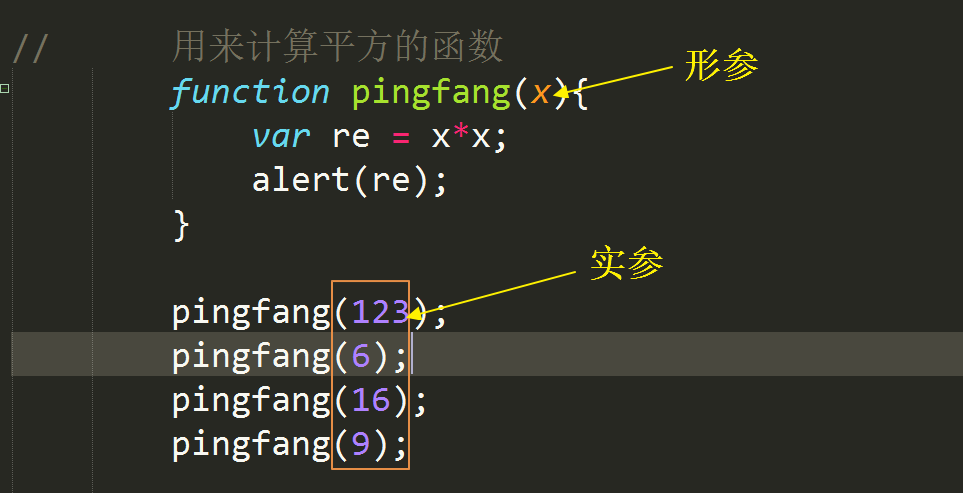 // 用来计算平方的函数
形参
function pingfang(x){
var re = x*x;
alert(re);
}
实参
pingfang(123);
pingfang(6);
pingfang(16);
pingfang(9);